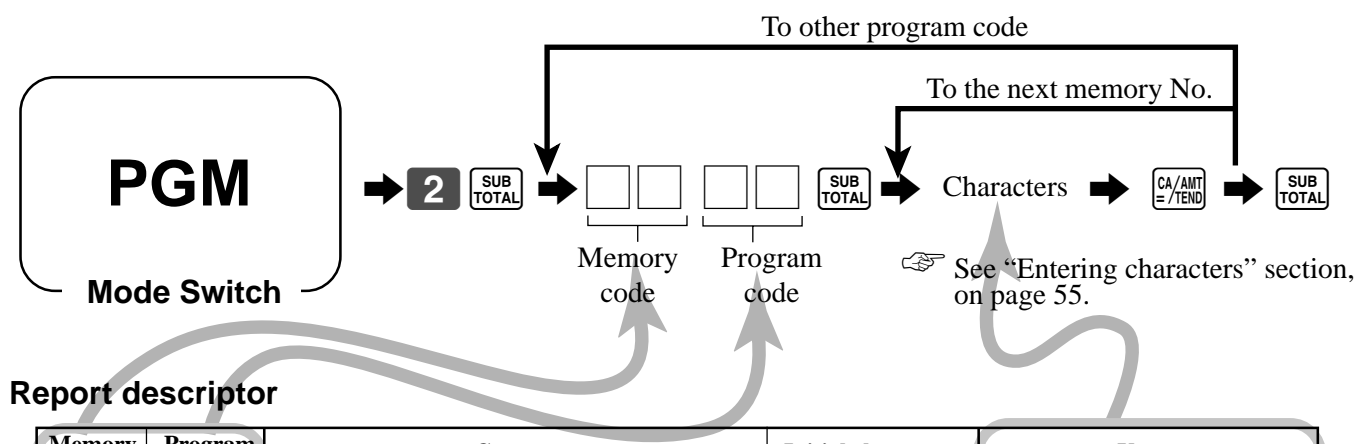 To other program code
To the next memory No.
PGM
Mode Switch
2 SUB TOTAL
SUB TOTAL
Characters
CA/AMT = /TEND
SUB TOTAL
Memory code
Program code
☞ See “Entering characters” section,
on page 55.
Report descriptor
Memory Program